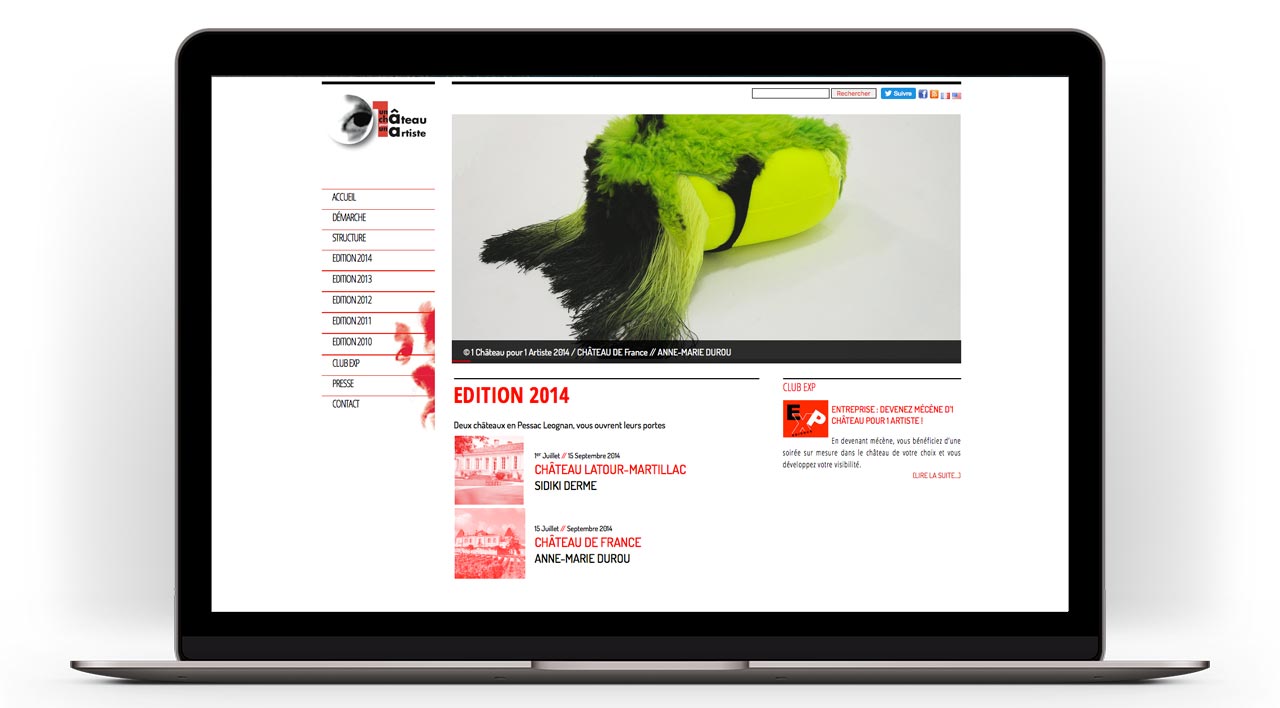 1
un
château
un
artiste
Rechercher
Suivre
ACCUEIL
DÉMARCHE
STRUCTURE
EDITION 2014
EDITION 2013
EDITION 2012
EDITION 2011
EDITION 2010
CLUB EXP
PRESSE
CONTACT
© 1 Château pour 1 Artiste 2014 / CHÂTEAU DE France // ANNE-MARIE DUROU
EDITION 2014
Deux châteaux en Pessac Leognan, vous ouvrent leurs portes
1er Juillet // 15 Septembre 2014
CHÂTEAU LATOUR-MARTILLAC
SIDIKI DERME
15 Juillet // Septembre 2014
CHÂTEAU DE FRANCE
ANNE-MARIE DUROU
CLUB EXP
EXP
ENTREPRISE : DEVENEZ MÉCÈNE D'1
CHÂTEAU POUR 1 ARTISTE !
En devenant mécène, vous bénéficiez d'une
soirée sur mesure dans le château de votre choix et vous
développez votre visibilité.
(LIRE LA SUITE...)